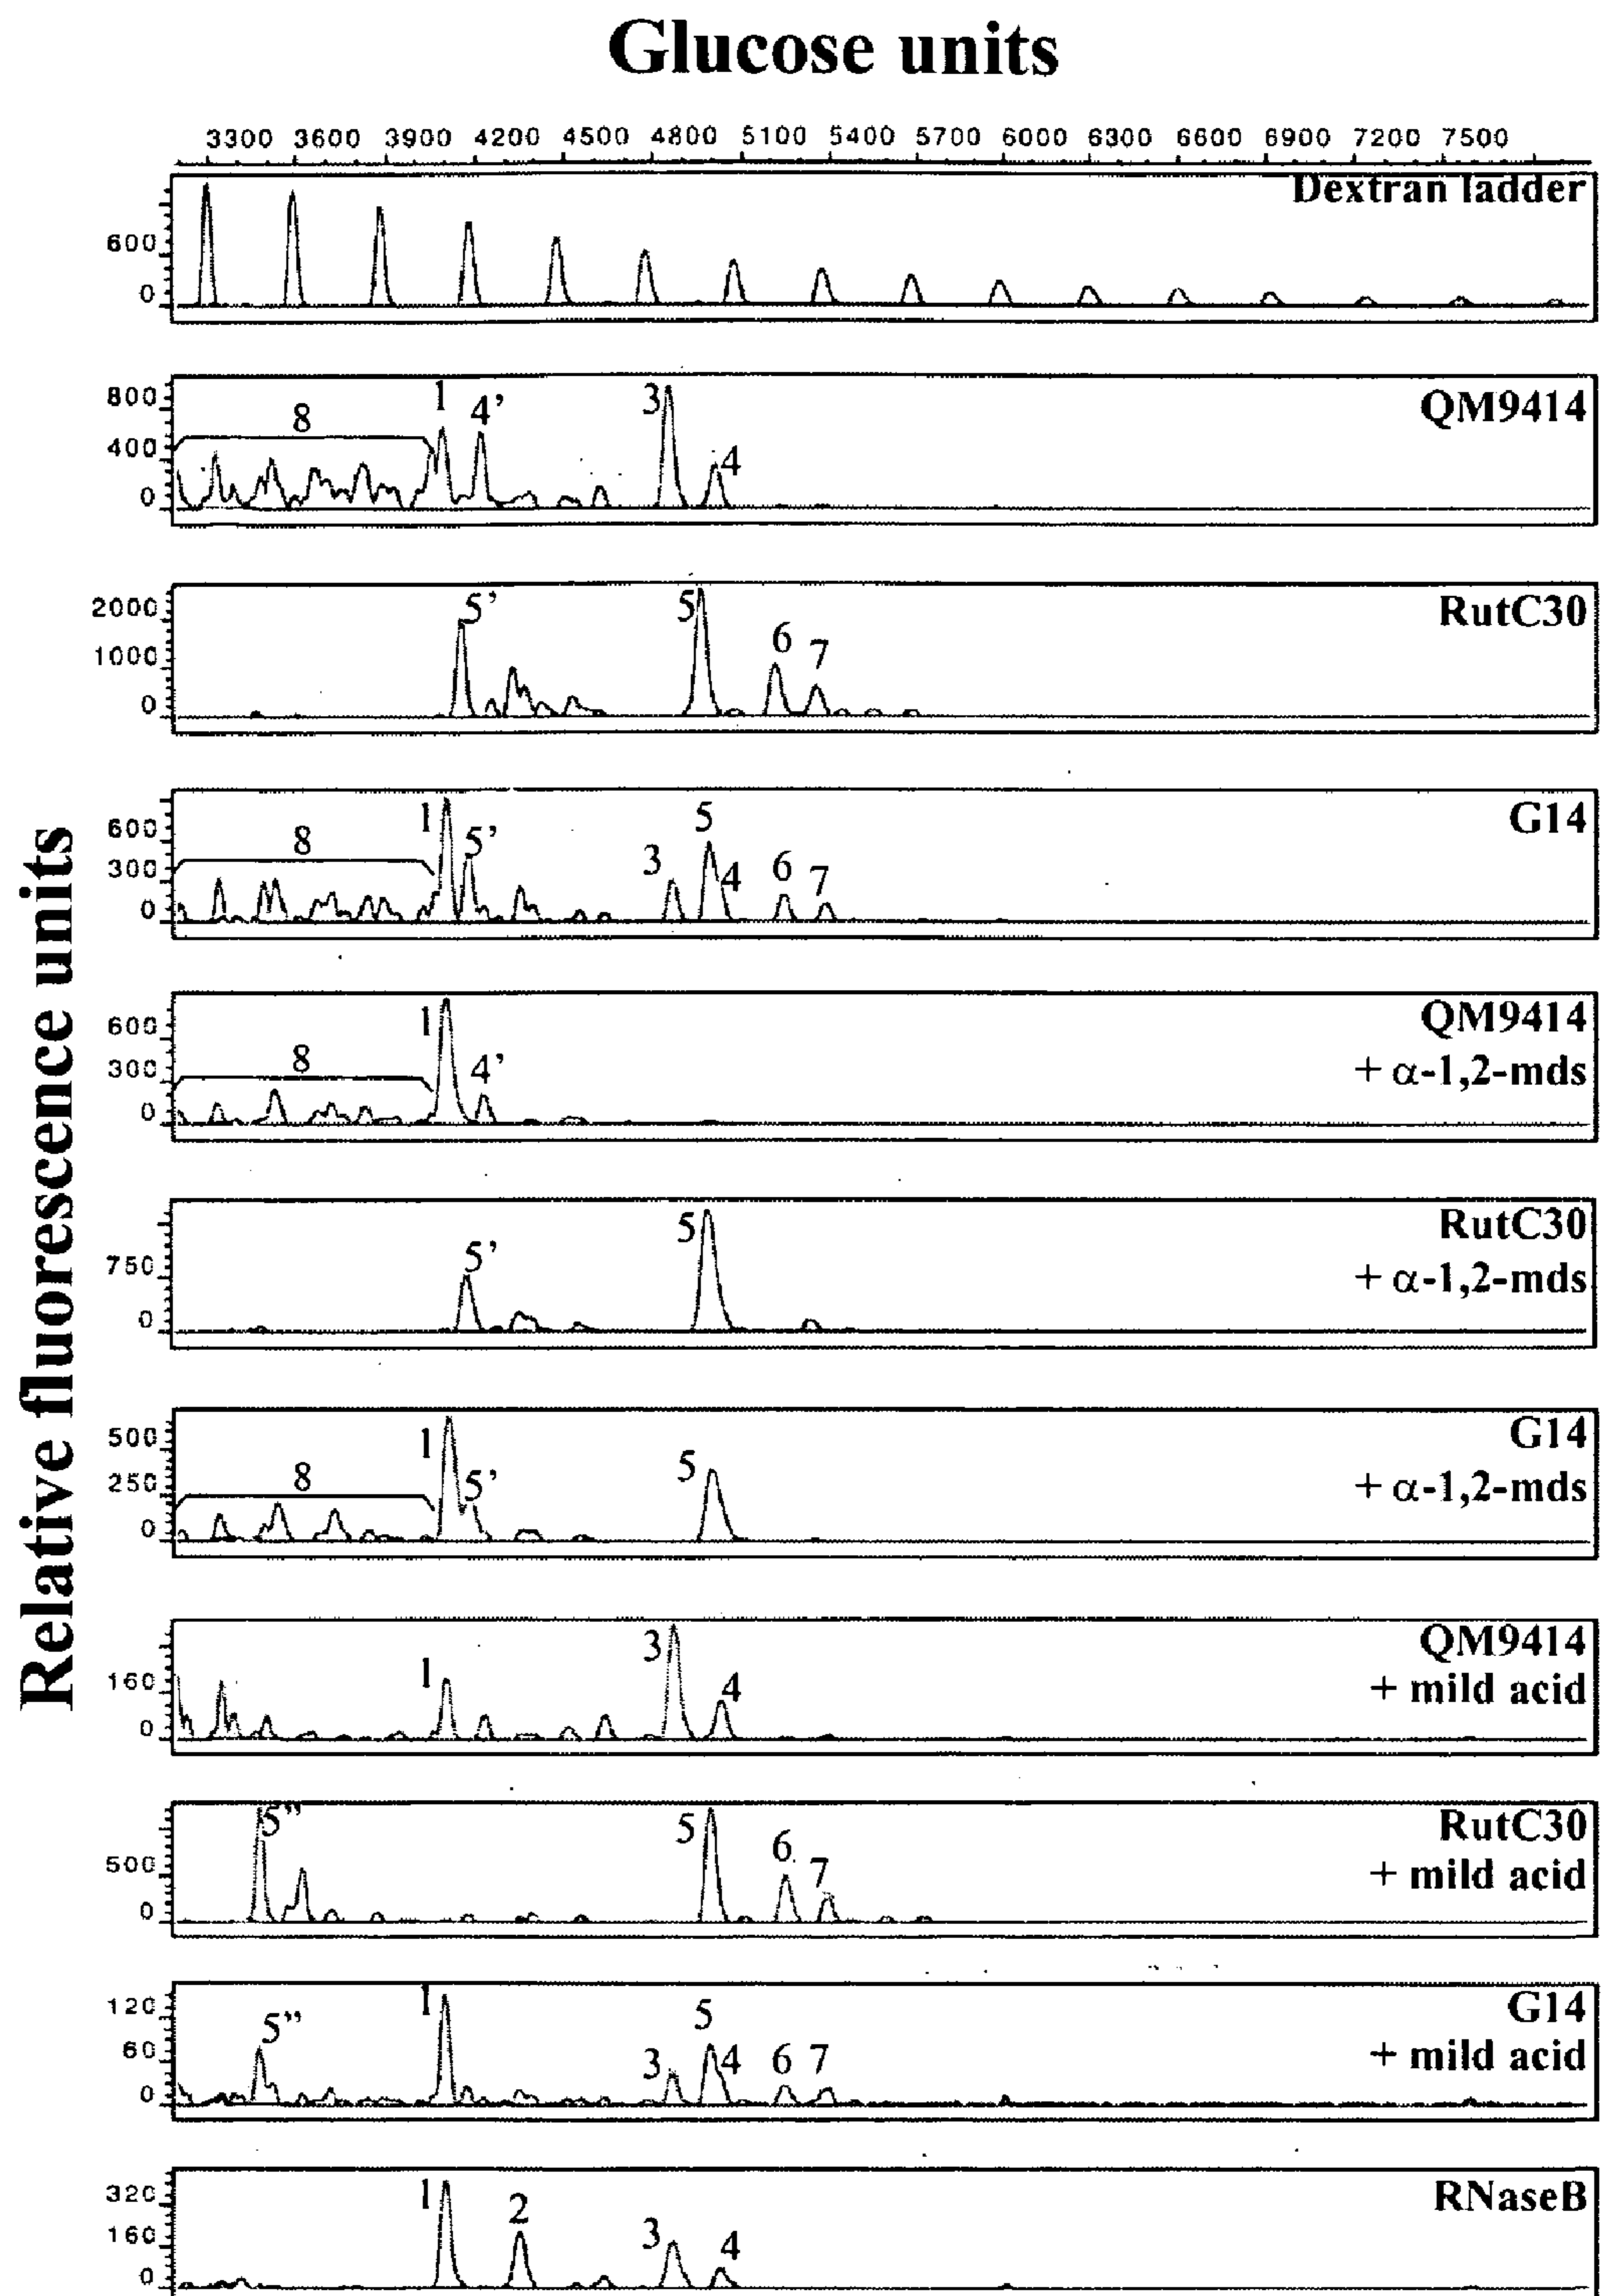 Glucose units
3300 3600 3900 4200 4500 4800 5100 5400 5700 6000 6300 6600 6900 7200 7500
Dextran ladder
600
0
QM9414
800
400
0
8 1 4’ 3 4
RutC30
2000
1000
0
5’ 5 6 7
G14
600
300
0
8 1 5’ 3 5 4 6 7
QM9414
+ α-1,2-mds
600
300
0
8 1 4’
RutC30
+ α-1,2-mds
750
0
5’ 5
G14
+ α-1,2-mds
500
250
0
8 1 5’ 5
QM9414
+ mild acid
160
0
1 3 4
RutC30
+ mild acid
500
0
5” 5 6 7
G14
+ mild acid
120
60
0
5” 1 3 5 4 6 7
RNaseB
320
160
0
1 2 3 4
Relative fluorescence units